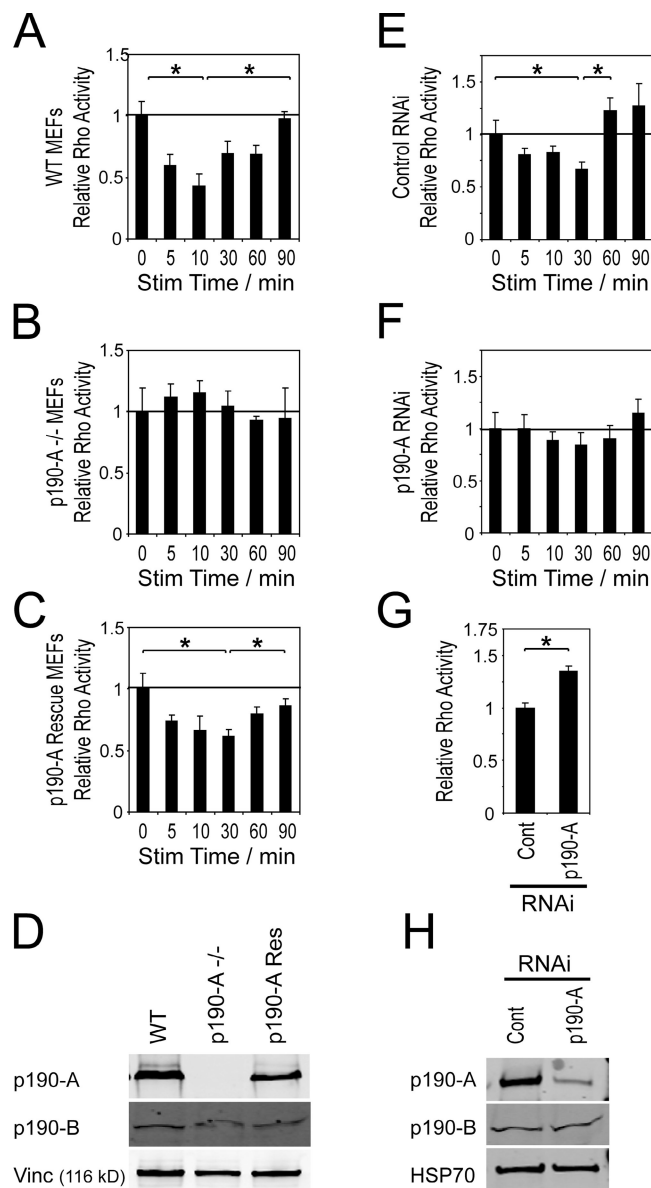 A
WT MEFs
Relative Rho Activity
1.5
1
0.5
0
* *
0 5 10 30 60 90
Stim Time / min
B
p190-A -/- MEFs
Relative Rho Activity
1.5
1
0.5
0
0 5 10 30 60 90
Stim Time / min
C
p190-A Rescue MEFs
Relative Rho Activity
1.5
1
0.5
0
* *
0 5 10 30 60 90
Stim Time / min
D
WT
p190-A -/-
p190-A Res
p190-A
p190-B
Vinc (116 kD)
E
Control RNAi
Relative Rho Activity
1.5
1
0.5
0
* *
0 5 10 30 60 90
Stim Time / min
F
p190-A RNAi
Relative Rho Activity
1.5
1
0.5
0
0 5 10 30 60 90
Stim Time / min
G
Relative Rho Activity
1.75
1.5
1
0.5
0
*
Cont
p190-A
RNAi
H
RNAi
Cont
p190-A
p190-A
p190-B
HSP70